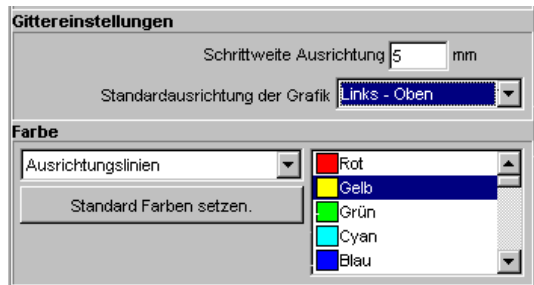 Gittereinstellungen
Schrittweite Ausrichtung 5 mm
Standardausrichtung der Grafik Links - Oben
Farbe
Ausrichtungslinien
Standard Farben setzen.
Rot
Gelb
Grün
Cyan
Blau